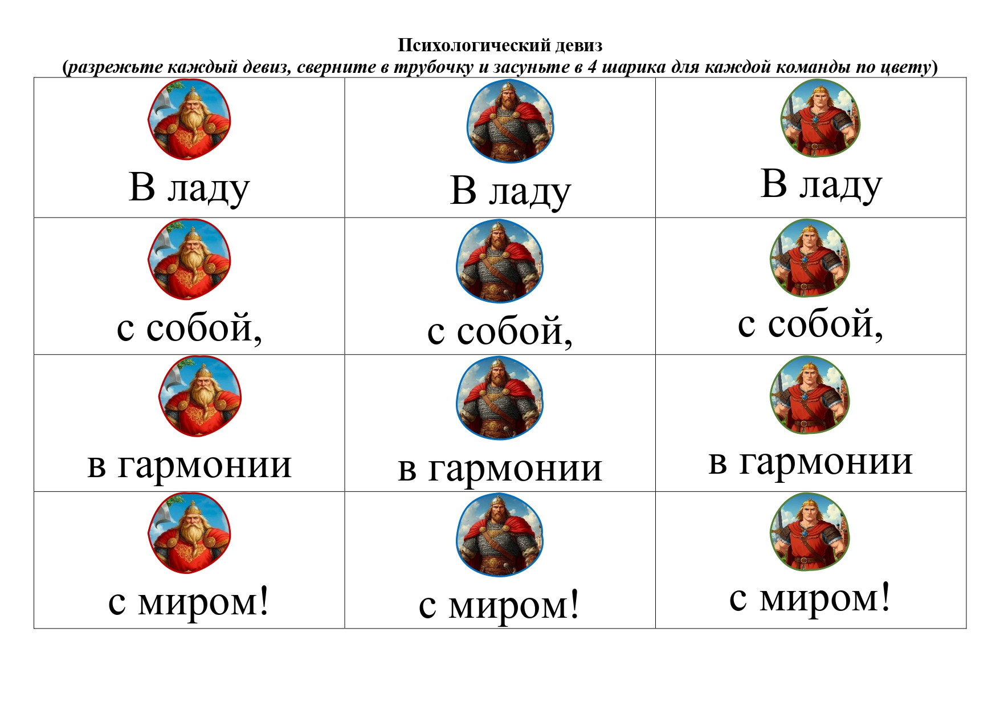 Психологический девиз
(разрежьте каждый девиз, сверните в трубочку и засуньте в 4 шарика для каждой команды по цвету)
В ладу
В ладу
В ладу
с собой,
с собой,
с собой,
в гармонии
в гармонии
в гармонии
с миром!
с миром!
с миром!